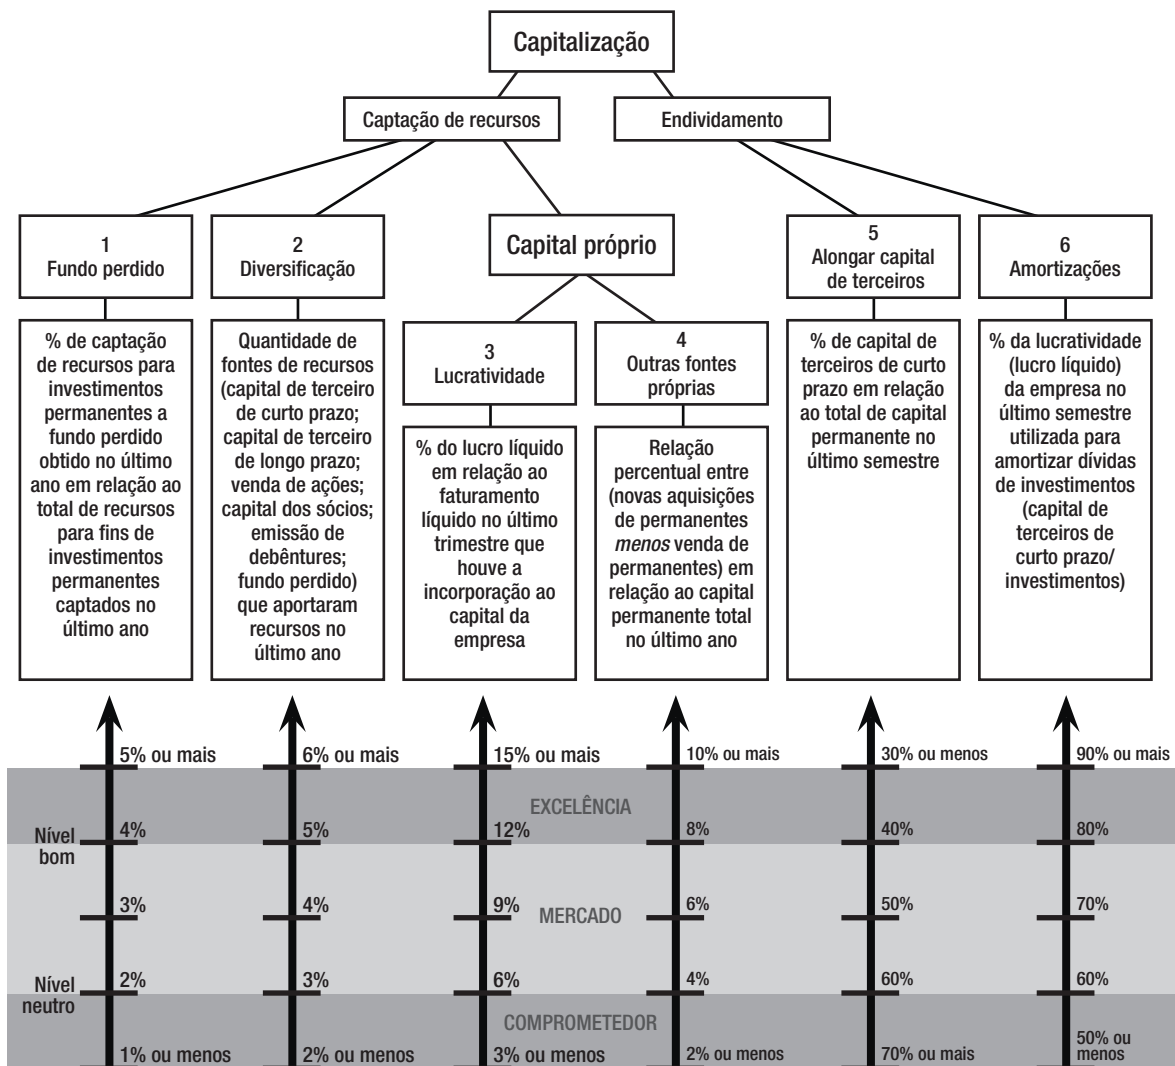 Capitalização
Captação de recursos
Endividamento
1
Fundo perdido
2
Diversificação
Capital próprio
5
Alongar capital
de terceiros
6
Amortizações
% de captação
de recursos para
investimentos
permanentes a
fundo perdido
obtido no último
ano em relação ao
total de recursos
para fins de
investimentos
permanentes
captados no
último ano
Quantidade de
fontes de recursos
(capital de terceiro
de curto prazo;
capital de terceiro
de longo prazo;
venda de ações;
capital dos sócios;
emissão de
debêntures;
fundo perdido)
que aportaram
recursos no
último ano
3
Lucratividade
% do lucro líquido
em relação ao
faturamento
líquido no último
trimestre que
houve a
incorporação ao
capital da
empresa
4
Outras fontes
próprias
Relação
percentual entre
(novas aquisições
de permanentes
menos venda de
permanentes) em
relação ao capital
permanente total
no último ano
% de capital de
terceiros de curto
prazo em relação
ao total de capital
permanente no
último semestre
% da lucratividade
(lucro líquido)
da empresa no
último semestre
utilizada para
amortizar dívidas
de investimentos
(capital de
terceiros de
curto prazo/
investimentos)
5% ou mais
6% ou mais
15% ou mais
10% ou mais
30% ou menos
90% ou mais
EXCELÊNCIA
Nível
bom
4%
5%
12%
8%
40%
80%
3%
4%
9%
MERCADO
6%
50%
70%
Nível
neutro
2%
3%
6%
4%
60%
60%
COMPROMETEDOR
1% ou menos
2% ou menos
3% ou menos
2% ou menos
70% ou mais
50% ou
menos